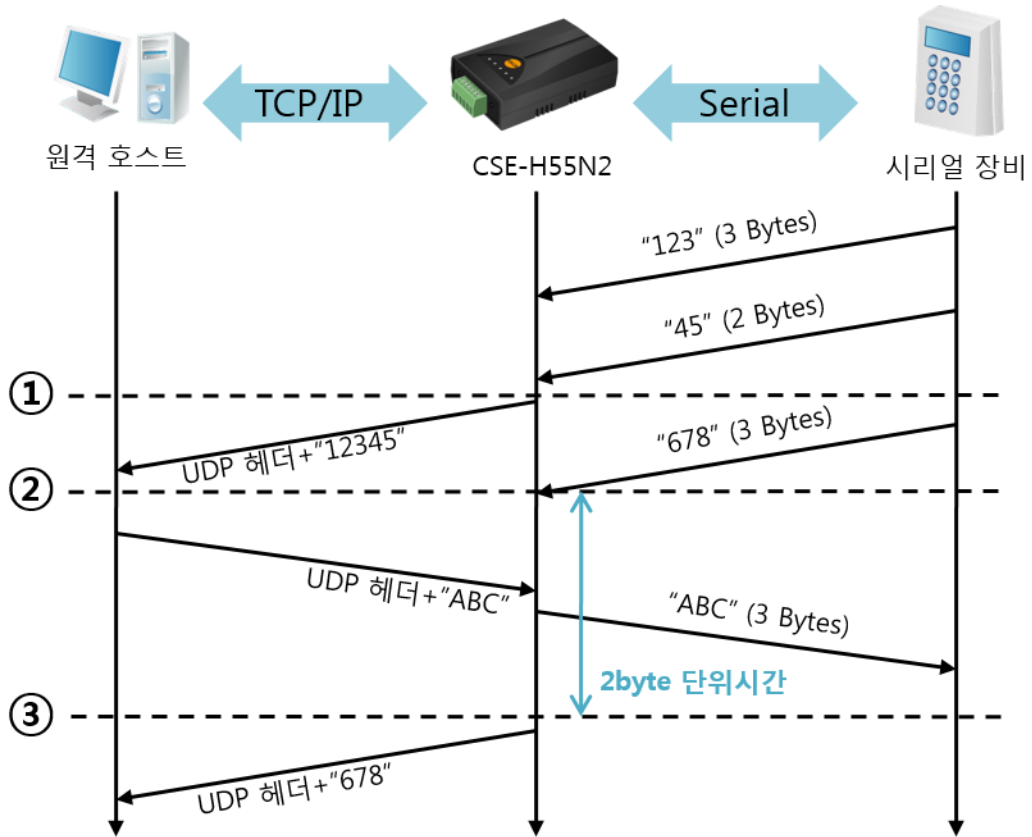 TCP/IP
Serial
원격 호스트
CSE-H55N2
시리얼 장비
“123” (3 Bytes)
“45” (2 Bytes)
①
UDP 헤더+“12345”
“678” (3 Bytes)
②
UDP 헤더+“ABC”
“ABC” (3 Bytes)
2byte 단위시간
③
UDP 헤더+“678”